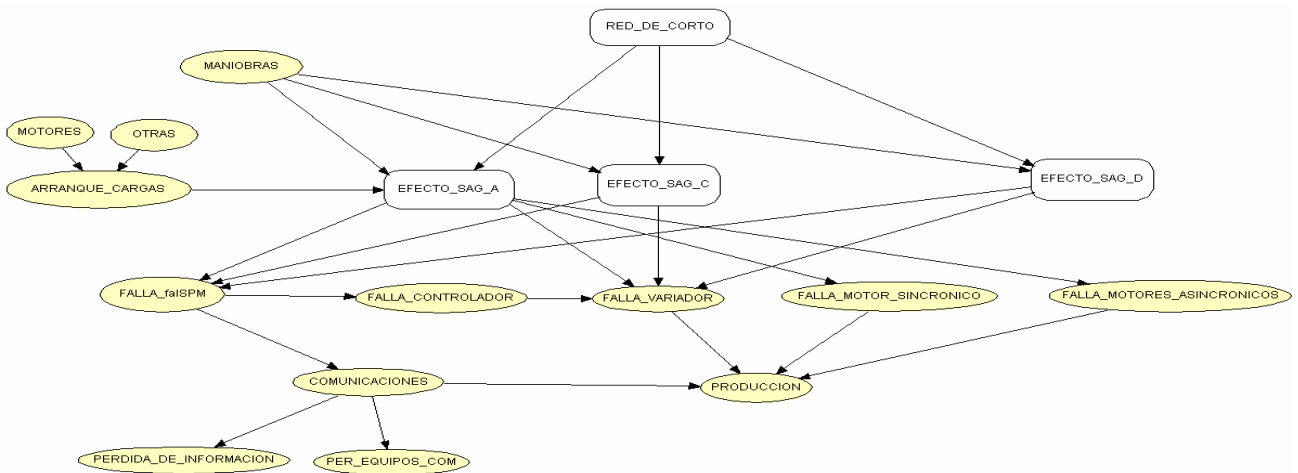 RED_DE_CORTO
MANIOBRAS
MOTORES
OTRAS
ARRANQUE_CARGAS
EFECTO_SAG_A
EFECTO_SAG_C
EFECTO_SAG_D
FALLA_falSPM
FALLA_CONTROLADOR
FALLA_VARIADOR
FALLA_MOTOR_SINCRONICO
FALLA_MOTORES_ASINCRONICOS
COMUNICACIONES
PRODUCCION
PERDIDA_DE_INFORMACION
PER_EQUIPOS_COM